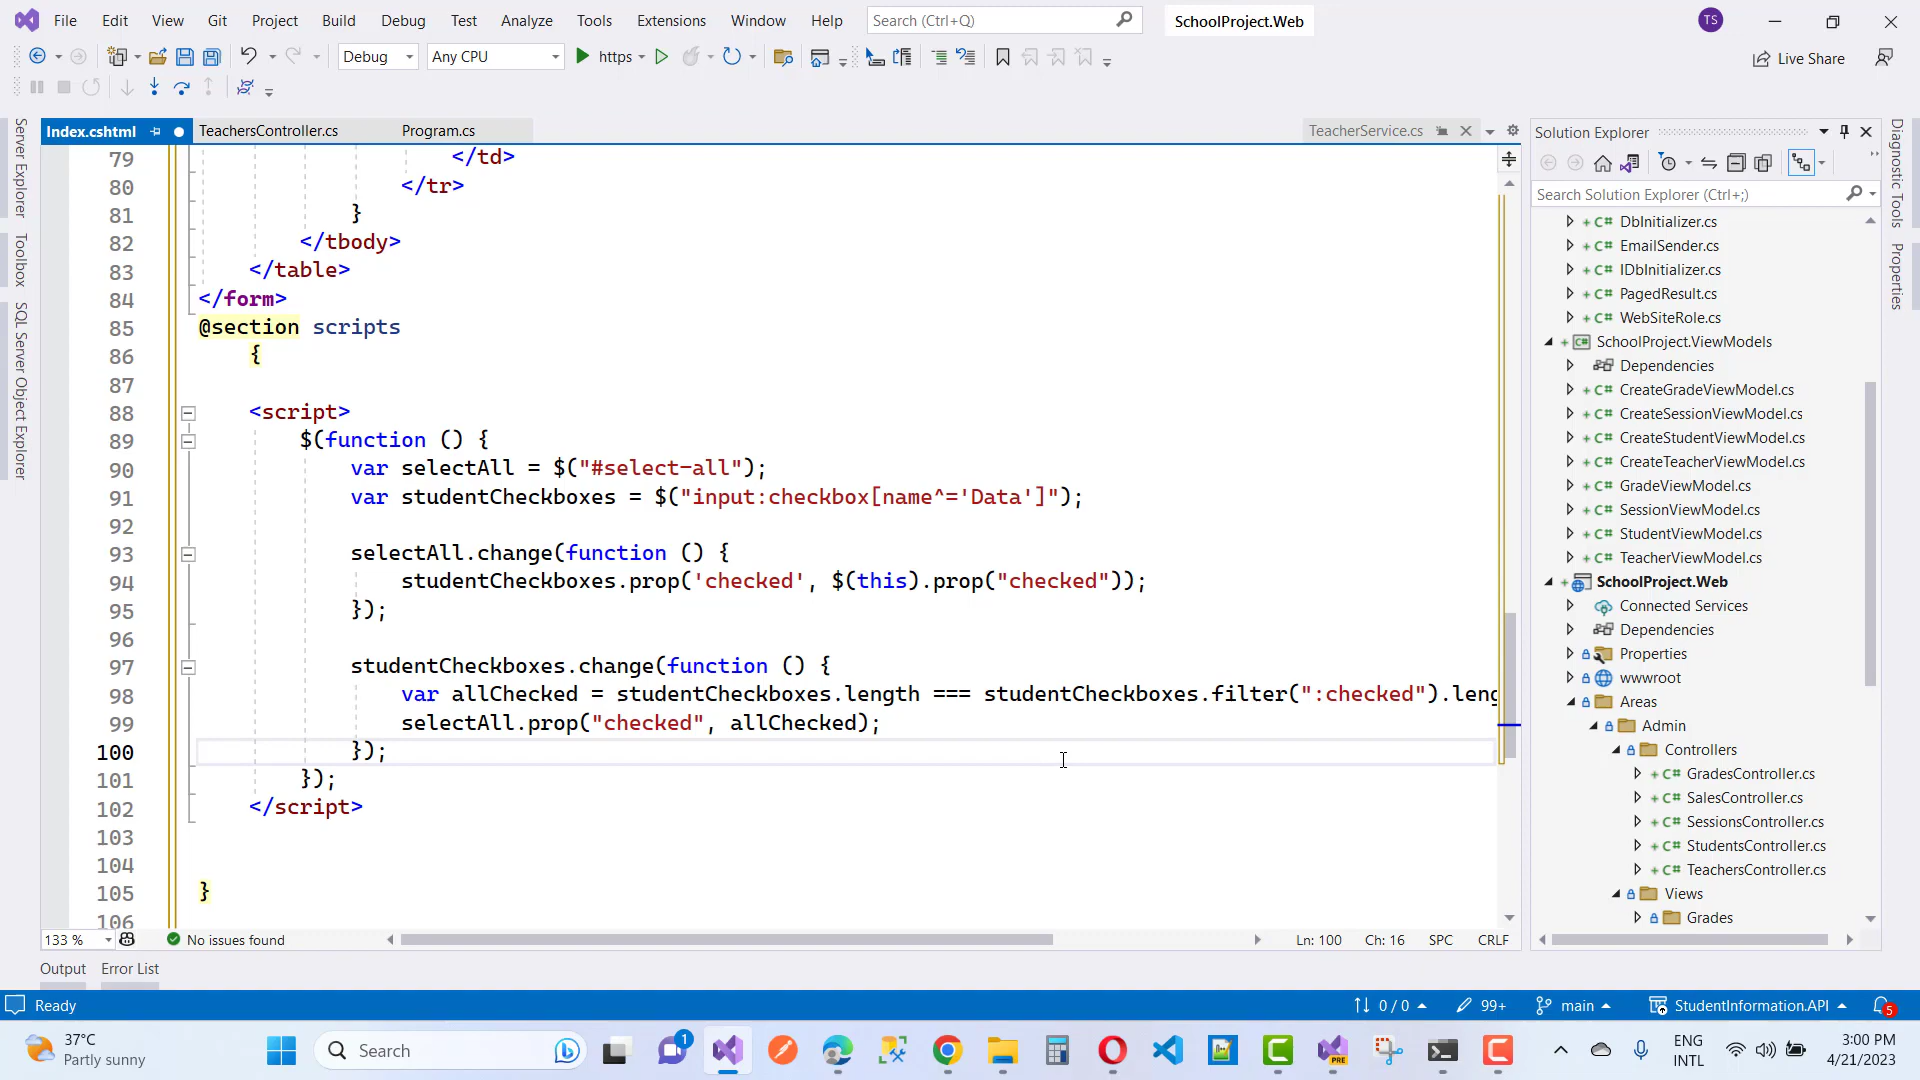 File Edit View Git Project Build Debug Test Analyze Tools Extensions Window Help Search (Ctrl+Q) SchoolProject.Web TS
Debug Any CPU https Live Share
Index.cshtml TeachersController.cs Program.cs TeacherService.cs
Server Explorer
Toolbox
SQL Server Object Explorer
79 </td>
80 </tr>
81 }
82 </tbody>
83 </table>
84 </form>
85 @section scripts
86 {
87
88 <script>
89 $(function () {
90 var selectAll = $("#select-all");
91 var studentCheckboxes = $("input:checkbox[name^='Data']");
92
93 selectAll.change(function () {
94 studentCheckboxes.prop('checked', $(this).prop("checked"));
95 });
96
97 studentCheckboxes.change(function () {
98 var allChecked = studentCheckboxes.length === studentCheckboxes.filter(":checked").leng
99 selectAll.prop("checked", allChecked);
100 });
101 });
102 </script>
103
104
105 }
106
133 % No issues found Ln: 100 Ch: 16 SPC CRLF
Solution Explorer
Search Solution Explorer (Ctrl+;)
C# DbInitializer.cs
C# EmailSender.cs
C# IDbInitializer.cs
C# PagedResult.cs
C# WebSiteRole.cs
C# SchoolProject.ViewModels
Dependencies
C# CreateGradeViewModel.cs
C# CreateSessionViewModel.cs
C# CreateStudentViewModel.cs
C# CreateTeacherViewModel.cs
C# GradeViewModel.cs
C# SessionViewModel.cs
C# StudentViewModel.cs
C# TeacherViewModel.cs
SchoolProject.Web
Connected Services
Dependencies
Properties
wwwroot
Areas
Admin
Controllers
C# GradesController.cs
C# SalesController.cs
C# SessionsController.cs
C# StudentsController.cs
C# TeachersController.cs
Views
Grades
Diagnostic Tools
Properties
Output Error List
Ready 0 / 0 99+ main StudentInformation.API 5
37°C
Partly sunny
Search 1 PRE
ENG
INTL
3:00 PM
4/21/2023